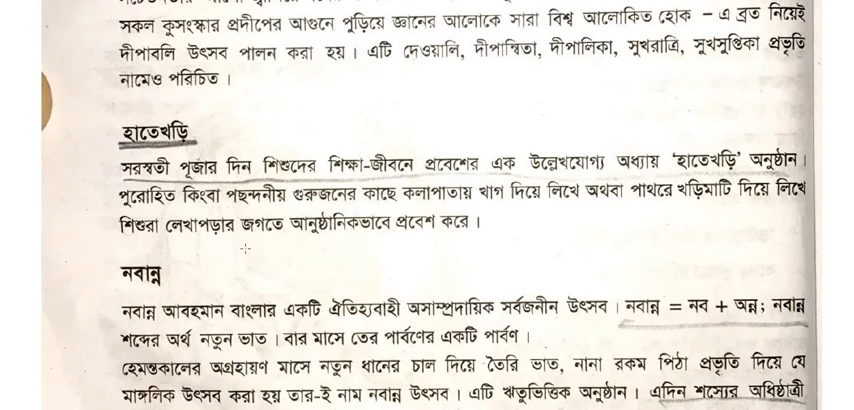 সকল কুসংস্কার প্রদীপের আগুনে পুড়িয়ে জ্ঞানের আলোকে সারা বিশ্ব আলোকিত হোক – এ ব্রত নিয়েই
দীপাবলি উৎসব পালন করা হয়। এটি দেওয়ালি, দীপান্বিতা, দীপালিকা, সুখরাত্রি, সুখসুপ্তিকা প্রভৃতি
নামেও পরিচিত।
হাতেখড়ি
সরস্বতী পূজার দিন শিশুদের শিক্ষা-জীবনে প্রবেশের এক উল্লেখযোগ্য অধ্যায় ‘হাতেখড়ি’ অনুষ্ঠান।
পুরোহিত কিংবা পছন্দনীয় গুরুজনের কাছে কলাপাতায় খাগ দিয়ে লিখে অথবা পাথরে খড়িমাটি দিয়ে লিখে
শিশুরা লেখাপড়ার জগতে আনুষ্ঠানিকভাবে প্রবেশ করে।
নবান্ন
নবান্ন আবহমান বাংলার একটি ঐতিহ্যবাহী অসাম্প্রদায়িক সর্বজনীন উৎসব। নবান্ন = নব + অন্ন; নবান্ন
শব্দের অর্থ নতুন ভাত। বার মাসে তের পার্বণের একটি পার্বণ।
হেমন্তকালের অগ্রহায়ণ মাসে নতুন ধানের চাল দিয়ে তৈরি ভাত, নানা রকম পিঠা প্রভৃতি দিয়ে যে
মাঙ্গলিক উৎসব করা হয় তার-ই নাম নবান্ন উৎসব। এটি ঋতুভিত্তিক অনুষ্ঠান। এদিন শস্যের অধিষ্ঠাত্রী